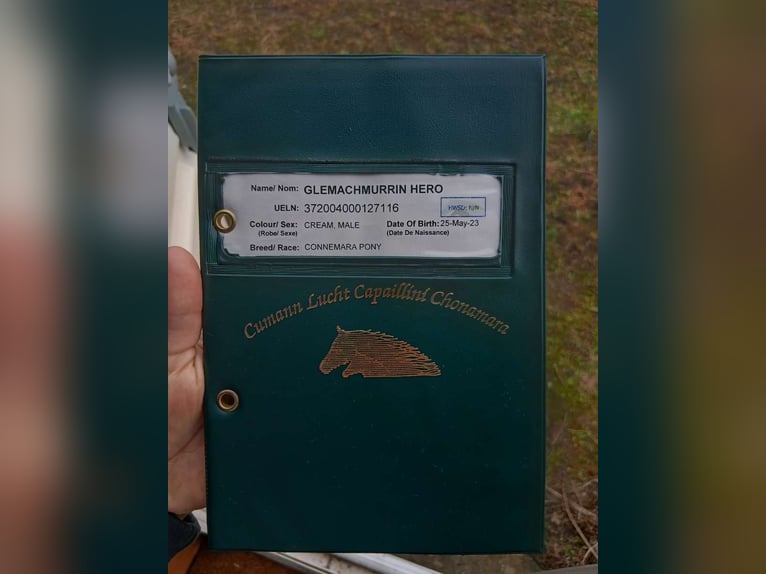 Name/ Nom: GLEMACHMURRIN HERO
UELN: 372004000127116
HWSD: N/N
Colour/ Sex: CREAM, MALE Date Of Birth: 25-May-23
(Robe/ Sexe) (Date De Naissance)
Breed/ Race: CONNEMARA PONY
Cumann Lucht Capaillíní Chonamara